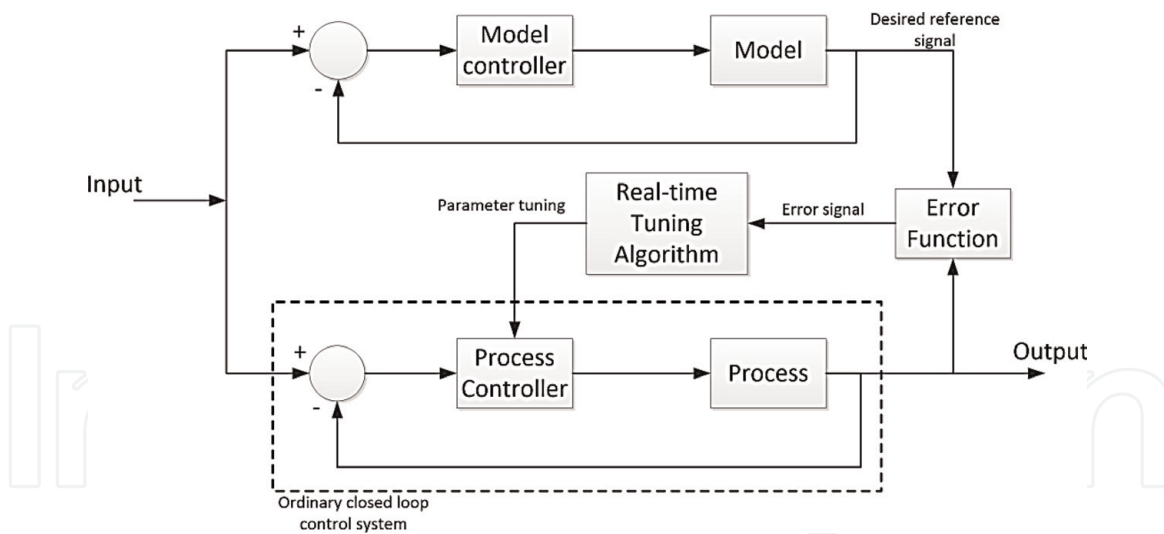 Desired reference
signal
+
Model
controller
Model
-
Input
Parameter tuning
Real-time
Tuning
Algorithm
Error signal
Error
Function
+
Process
Controller
Process
Output
-
Ordinary closed loop
control system